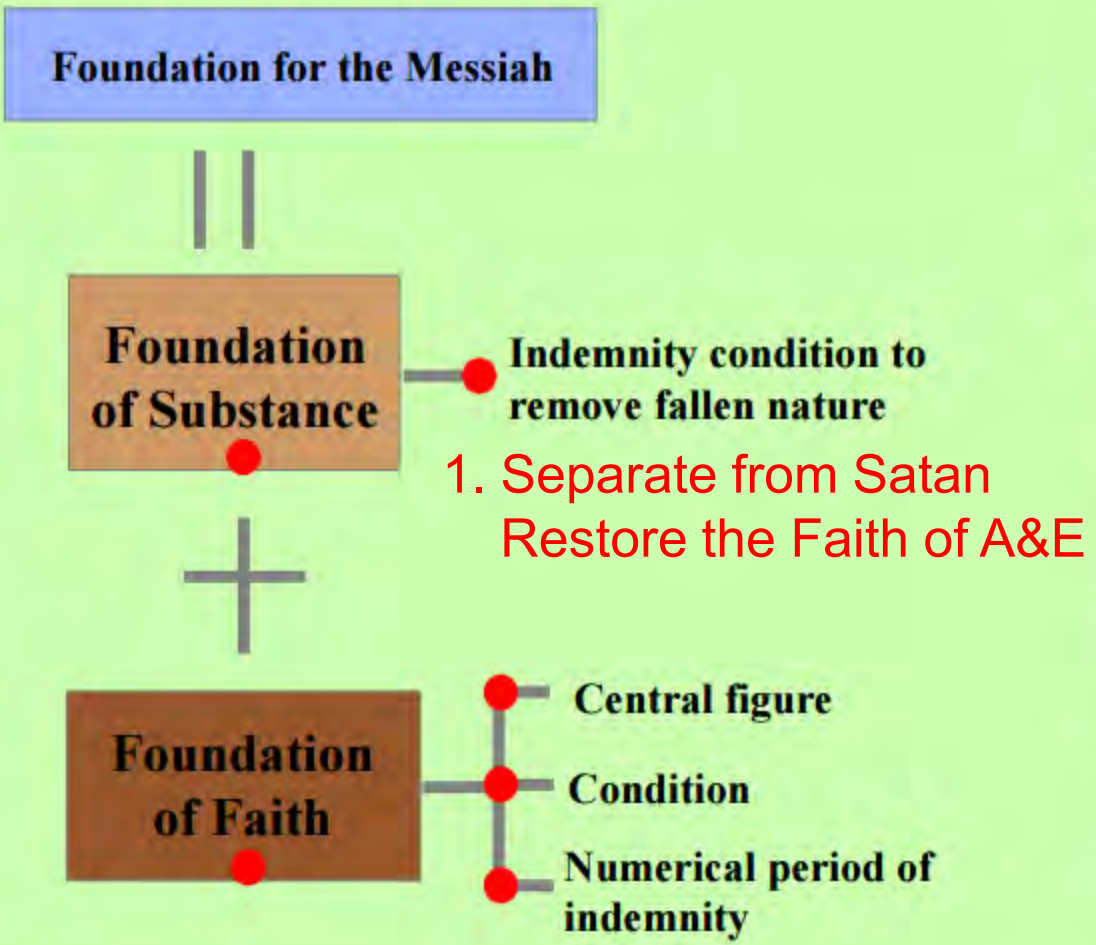 Foundation for the Messiah
Foundation
of Substance
Indemnity condition to
remove fallen nature
1. Separate from Satan
Restore the Faith of A&E
Foundation
of Faith
Central figure
Condition
Numerical period of
indemnity